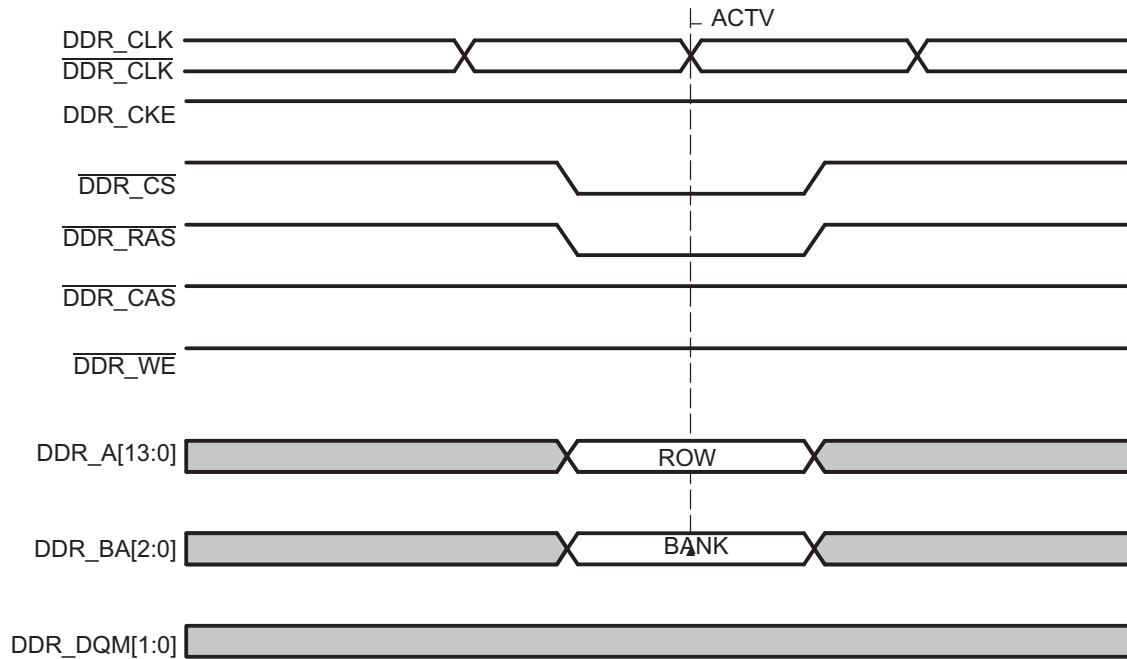 ACTV
DDR_CLK
DDR_CLK
DDR_CKE
DDR_CS
DDR_RAS
DDR_CAS
DDR_WE
DDR_A[13:0]
ROW
DDR_BA[2:0]
BANK
DDR_DQM[1:0]